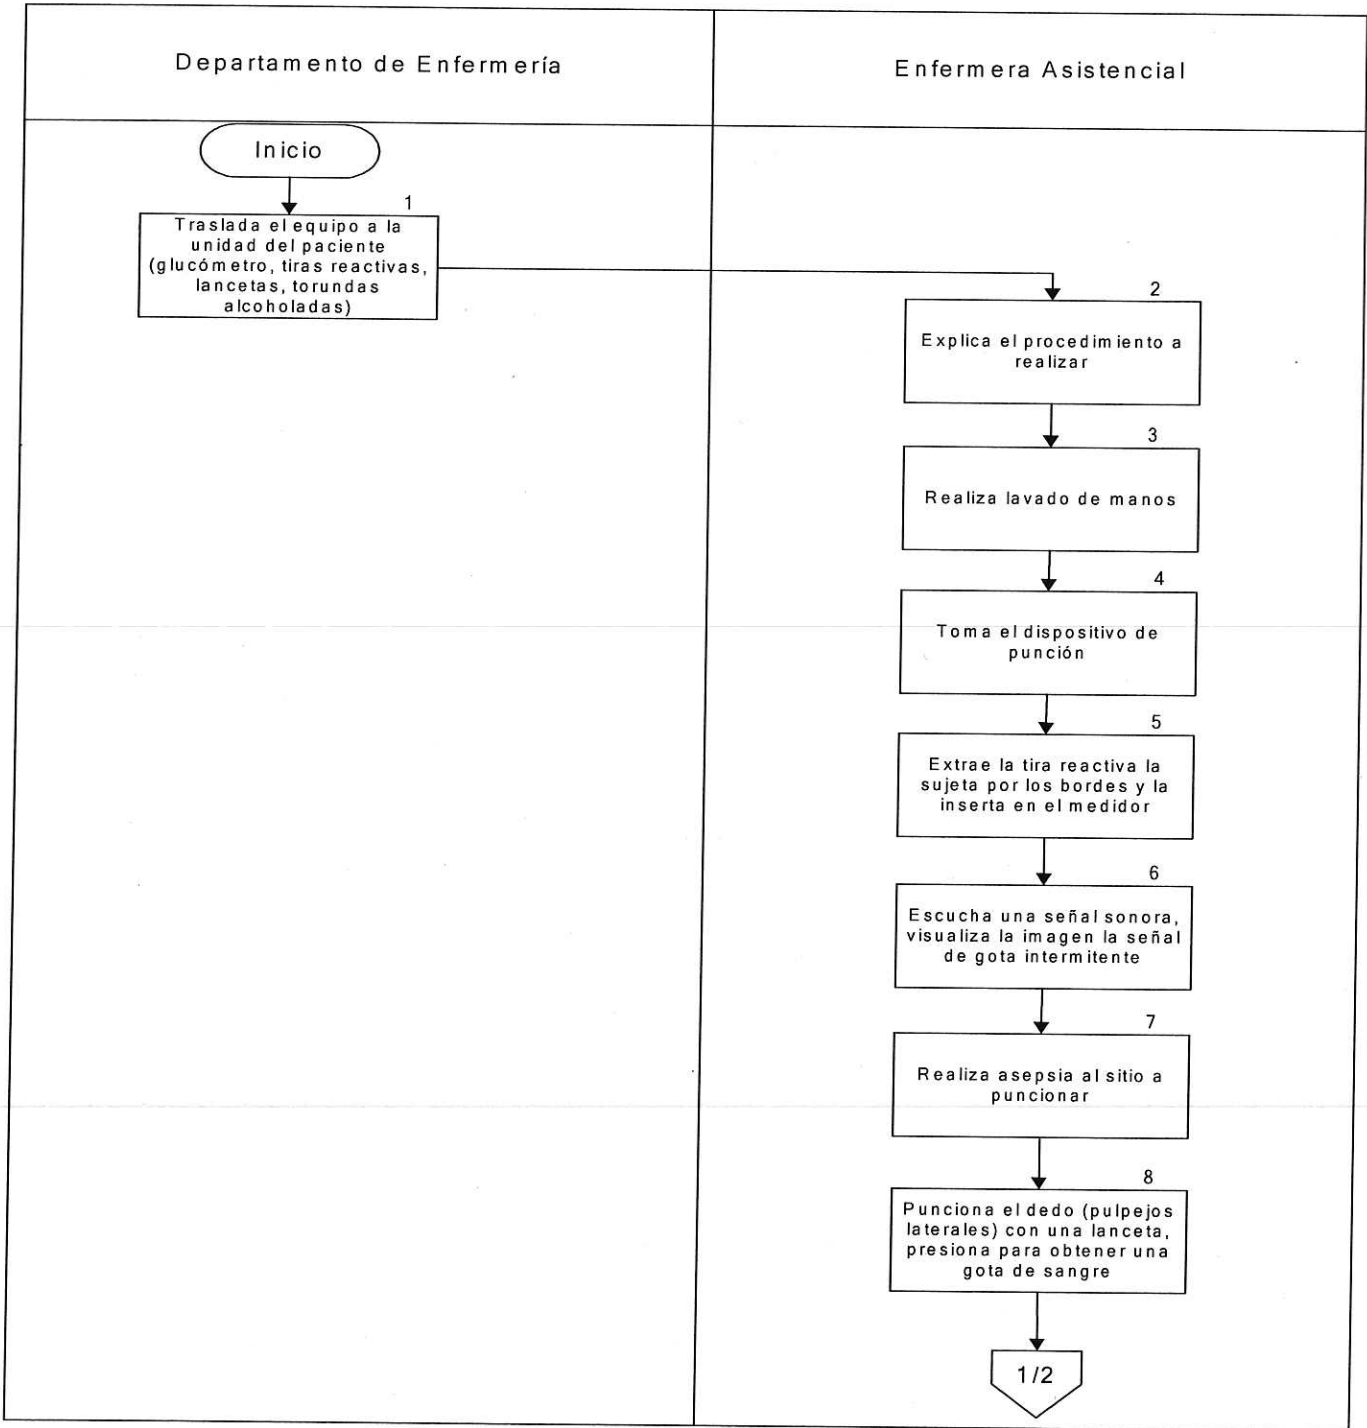 Departamento de Enfermería
Enfermera Asistencial
Inicio
1
Traslada el equipo a la
unidad del paciente
(glucómetro, tiras reactivas,
lancetas, torundas
alcoholadas)
2
Explica el procedimiento a
realizar
3
Realiza lavado de manos
4
Toma el dispositivo de
punción
5
Extrae la tira reactiva la
sujeta por los bordes y la
inserta en el medidor
6
Escucha una señal sonora,
visualiza la imagen la señal
de gota intermitente
7
Realiza asepsia al sitio a
puncionar
8
Punciona el dedo (pulpejos
laterales) con una lanceta,
presiona para obtener una
gota de sangre
1/2